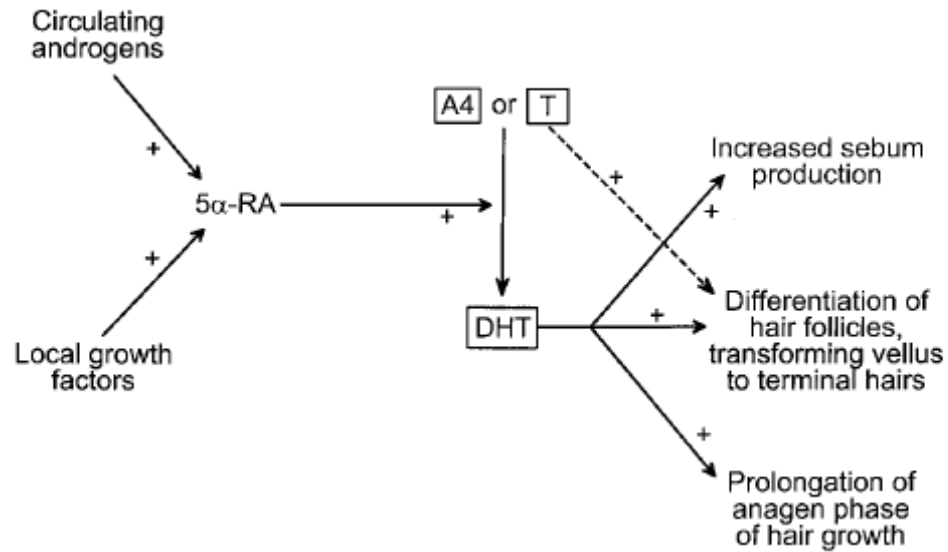 Circulating
androgens
+
A4 or T
+
Increased sebum
production
+
5α-RA
+
+
Differentiation of
hair follicles,
transforming vellus
to terminal hairs
DHT
+
Local growth
factors
+
Prolongation of
anagen phase
of hair growth